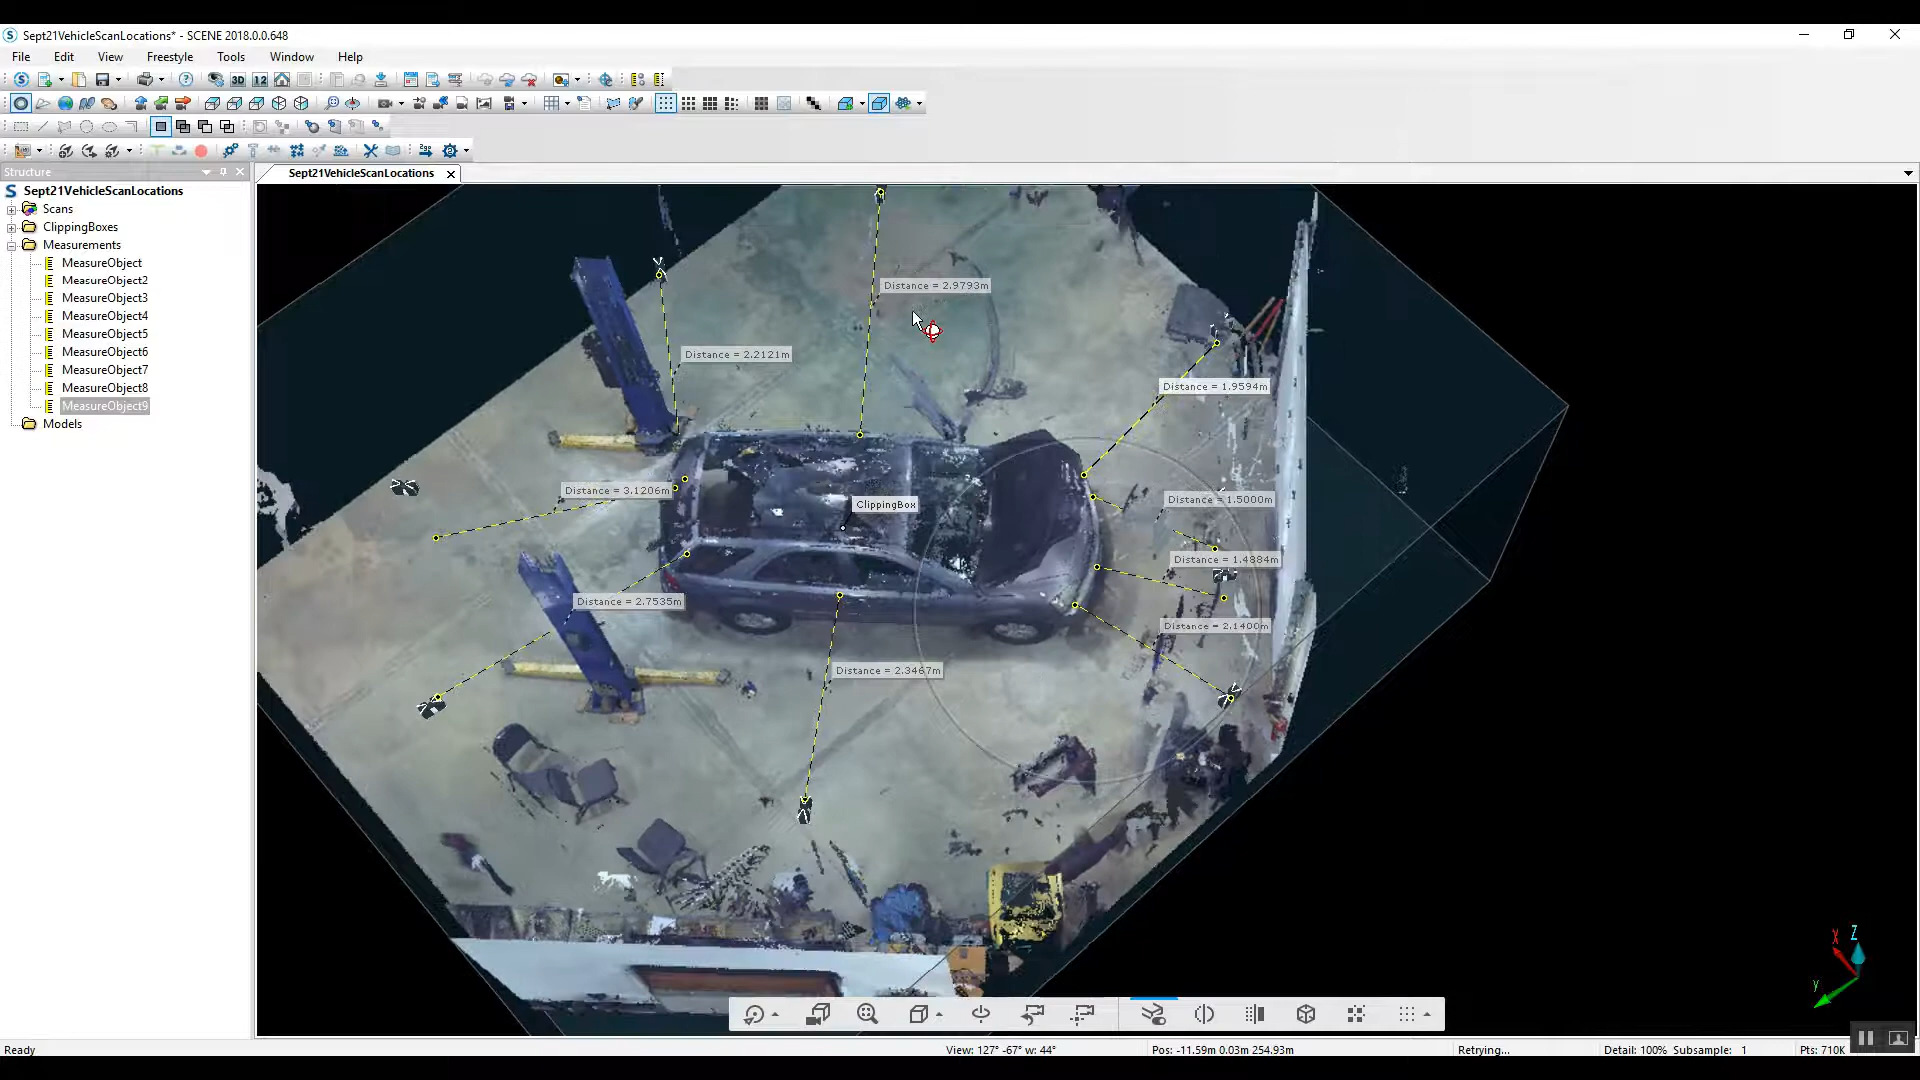 Sept21VehicleScanLocations* - SCENE 2018.0.0.648
File Edit View Freestyle Tools Window Help
Structure
Sept21VehicleScanLocations
Sept21VehicleScanLocations
Scans
ClippingBoxes
Measurements
MeasureObject
MeasureObject2
MeasureObject3
MeasureObject4
MeasureObject5
MeasureObject6
MeasureObject7
MeasureObject8
MeasureObject9
Models
Distance = 2.9793m
Distance = 2.2121m
Distance = 1.9594m
Distance = 3.1206m
Distance = 1.5000m
ClippingBox
Distance = 1.4884m
Distance = 2.7535m
Distance = 2.1400m
Distance = 2.3467m
X Z
y
Ready
View: 127° -67° w: 44°
Pos: -11.59m 0.03m 254.93m
Retrying...
Detail: 100% Subsample: 1
Pts: 710K